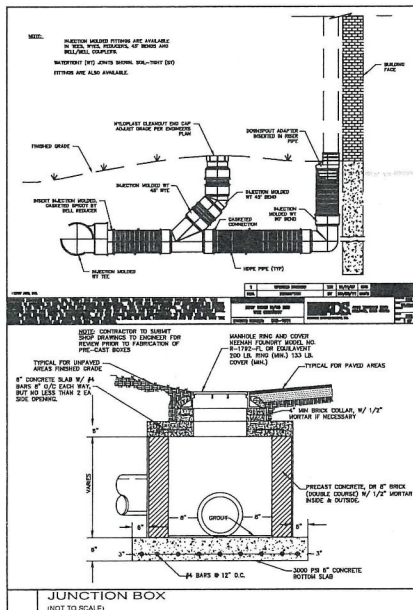 NOTE:
INJECTION MOLDED FITTINGS ARE AVAILABLE
IN TEES, WYES, REDUCERS, 45° BENDS AND
BELL/BELL COUPLERS.
WATERTIGHT (WT) JOINTS SHOWN, SOIL-TIGHT (ST)
FITTINGS ARE ALSO AVAILABLE.
BUILDING
FACE
NYLOPLAST CLEANOUT END CAP
ADJUST GRADE PER ENGINEERS
PLAN
DOWNSPOUT ADAPTER
INSERTED IN RISER
PIPE
FINISHED GRADE
INJECTION MOLDED WT
45° WYE
INJECTION MOLDED
WT 45° BEND
INSERT INJECTION MOLDED,
GASKETED SPIGOT BY
BELL REDUCER
GASKETED
CONNECTION
INJECTION
MOLDED WT
90° BEND
HDPE PIPE (TYP)
INJECTION MOLDED
WT TEE
ADS
NOTE: CONTRACTOR TO SUBMIT
SHOP DRAWINGS TO ENGINEER FOR
REVIEW PRIOR TO FABRICATION OF
PRE-CAST BOXES
MANHOLE RING AND COVER
KEENAH FOUNDRY MODEL NO.
R-1792-FL OR EQUIVALENT
200 LB. RING (MIN.) 133 LB.
COVER (MIN.)
TYPICAL FOR UNPAVED
AREAS FINISHED GRADE
TYPICAL FOR PAVED AREAS
8" CONCRETE SLAB W/ #4
BARS 8" O/C EACH WAY,
BUT NO LESS THAN 2 EA.
SIDE OPENING.
4" MIN BRICK COLLAR, W/ 1/2"
MORTAR IF NECESSARY
8"
VARIES
8"
8" 8" 8" 8"
PRECAST CONCRETE, OR 8" BRICK
(DOUBLE COURSE) W/ 1/2" MORTAR
INSIDE & OUTSIDE.
GROUT
3" 3"
#4 BARS @ 12" O.C.
3000 PSI 8" CONCRETE
BOTTOM SLAB
JUNCTION BOX
(NOT TO SCALE)